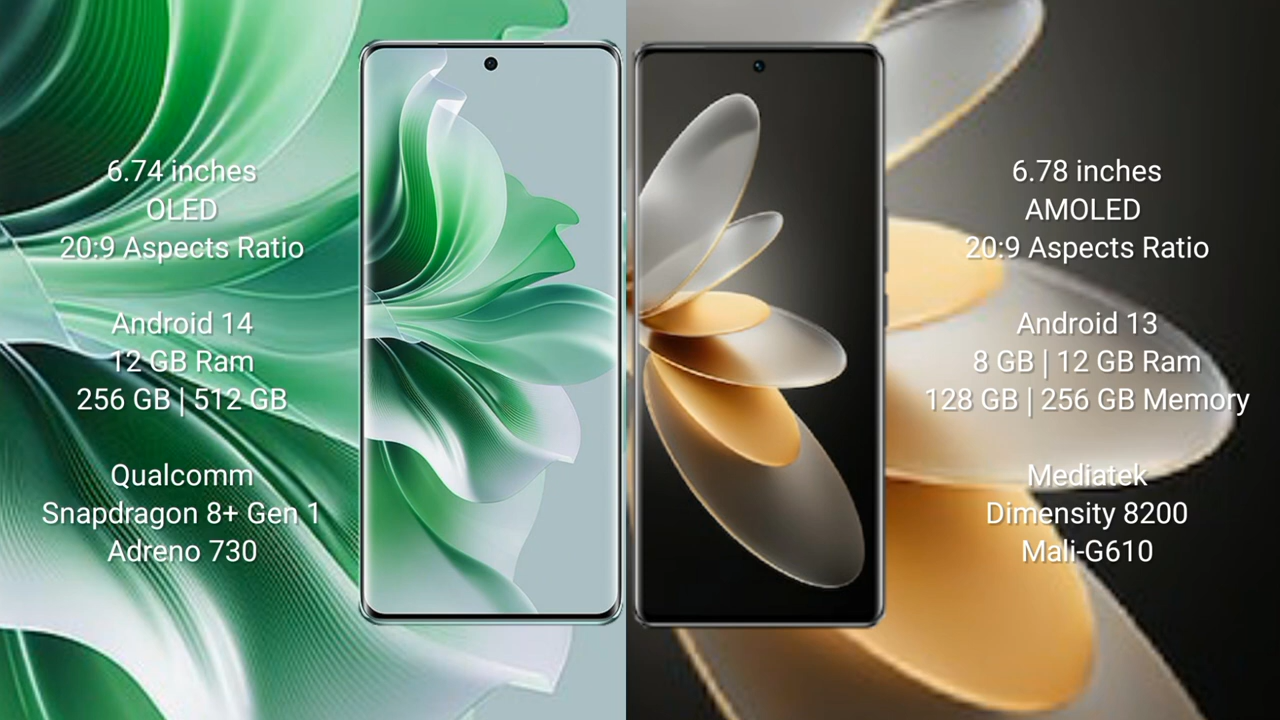 6.74 inches
OLED
20:9 Aspects Ratio
Android 14
12 GB Ram
256 GB | 512 GB
Qualcomm
Snapdragon 8+ Gen 1
Adreno 730
6.78 inches
AMOLED
20:9 Aspects Ratio
Android 13
8 GB | 12 GB Ram
128 GB | 256 GB Memory
Mediatek
Dimensity 8200
Mali-G610